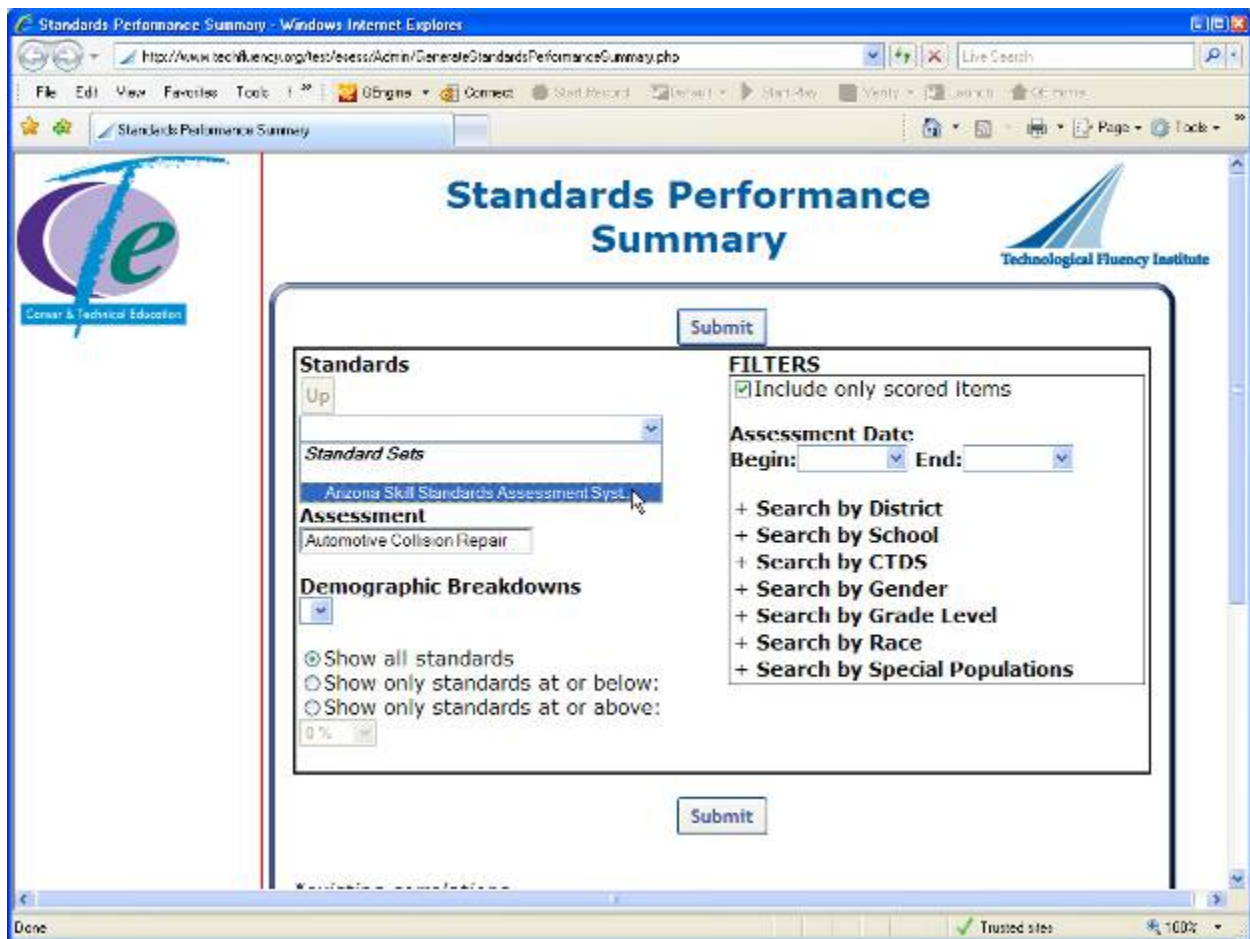 Standards Performance Summary - Windows Internet Explorer
http://www.techfluency.org/test/esess/Admin/GenerateStandardsPerformanceSummary.php
Live Search
File Edit View Favorites Tools
Connect
Standards Performance Summary
Page Tools
Te
Career & Technical Education
Standards Performance
Summary
Technological Fluency Institute
Submit
Standards
Up
Standard Sets
Arizona Skill Standards Assessment Syst...
Assessment
Automotive Collision Repair
Demographic Breakdowns
Show all standards
Show only standards at or below:
Show only standards at or above:
0 %
FILTERS
Include only scored items
Assessment Date
Begin: End:
+ Search by District
+ Search by School
+ Search by CTDS
+ Search by Gender
+ Search by Grade Level
+ Search by Race
+ Search by Special Populations
Submit
Done
Trusted sites
100%